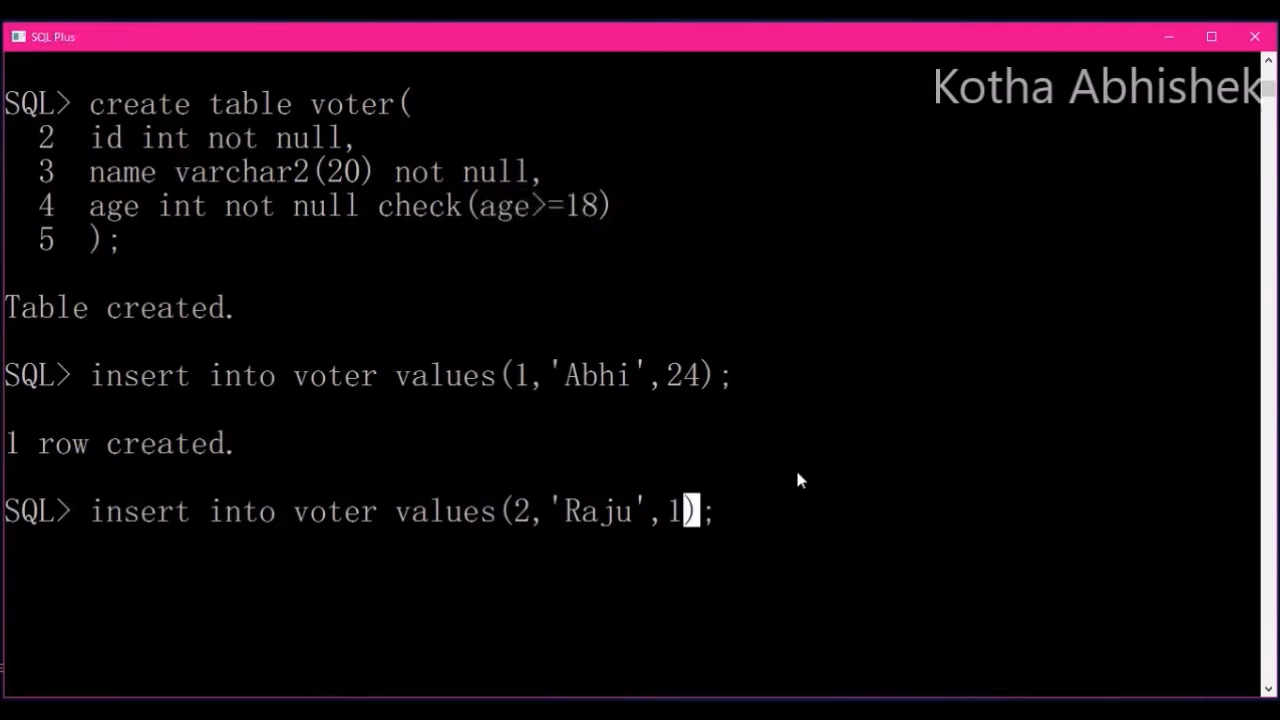 SQL Plus
Kotha Abhishek
SQL> create table voter(
2 id int not null,
3 name varchar2(20) not null,
4 age int not null check(age>=18)
5 );
Table created.
SQL> insert into voter values(1,'Abhi',24);
1 row created.
SQL> insert into voter values(2,'Raju',1);